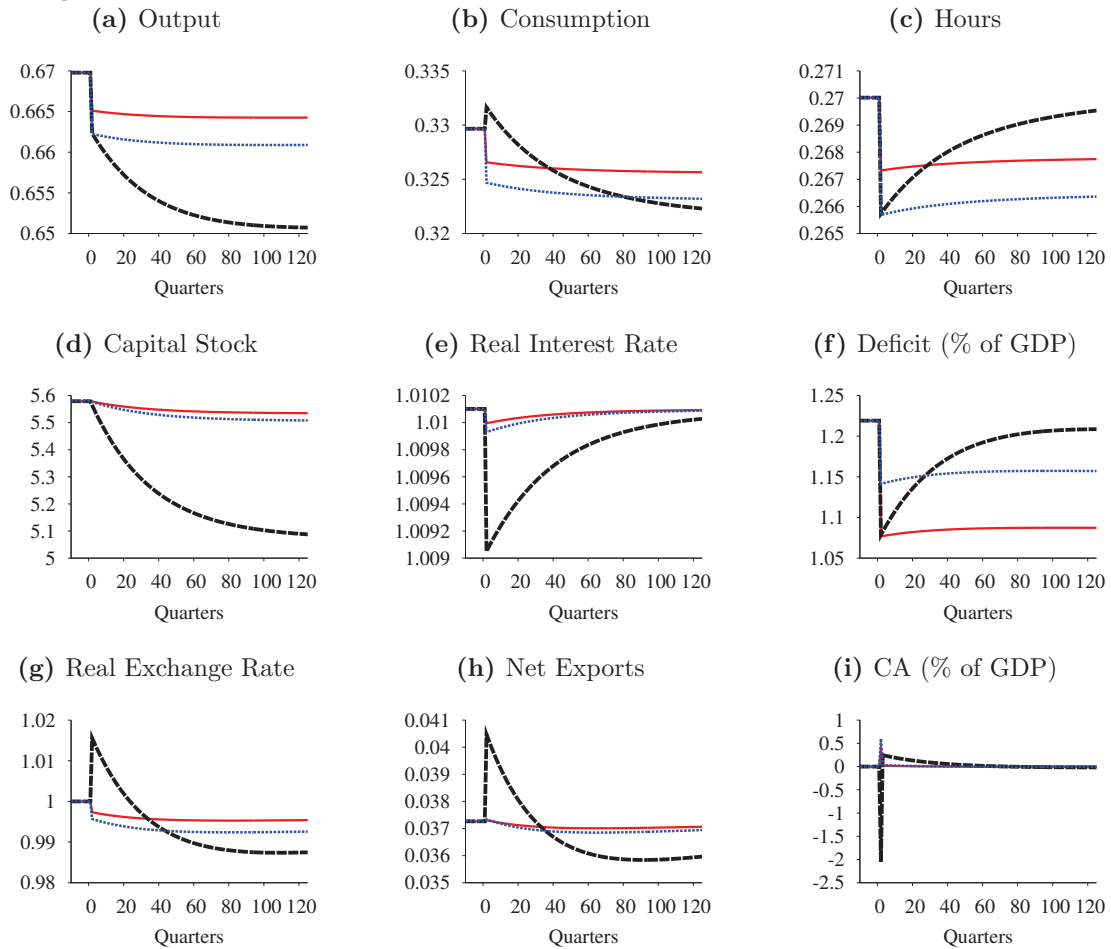 (a) Output
(b) Consumption
(c) Hours
0.67
0.665
0.66
0.655
0.65
0 20 40 60 80 100 120
Quarters
0.335
0.33
0.325
0.32
0 20 40 60 80 100 120
Quarters
0.271
0.27
0.269
0.268
0.267
0.266
0.265
0 20 40 60 80 100 120
Quarters
(d) Capital Stock
(e) Real Interest Rate
(f) Deficit (% of GDP)
5.6
5.5
5.4
5.3
5.2
5.1
5
0 20 40 60 80 100 120
Quarters
1.0102
1.01
1.0098
1.0096
1.0094
1.0092
1.009
0 20 40 60 80 100 120
Quarters
1.25
1.2
1.15
1.1
1.05
0 20 40 60 80 100 120
Quarters
(g) Real Exchange Rate
(h) Net Exports
(i) CA (% of GDP)
1.02
1.01
1
0.99
0.98
0 20 40 60 80 100 120
Quarters
0.041
0.04
0.039
0.038
0.037
0.036
0.035
0 20 40 60 80 100 120
Quarters
1
0.5
0
-0.5
-1
-1.5
-2
-2.5
0 20 40 60 80 100 120
Quarters